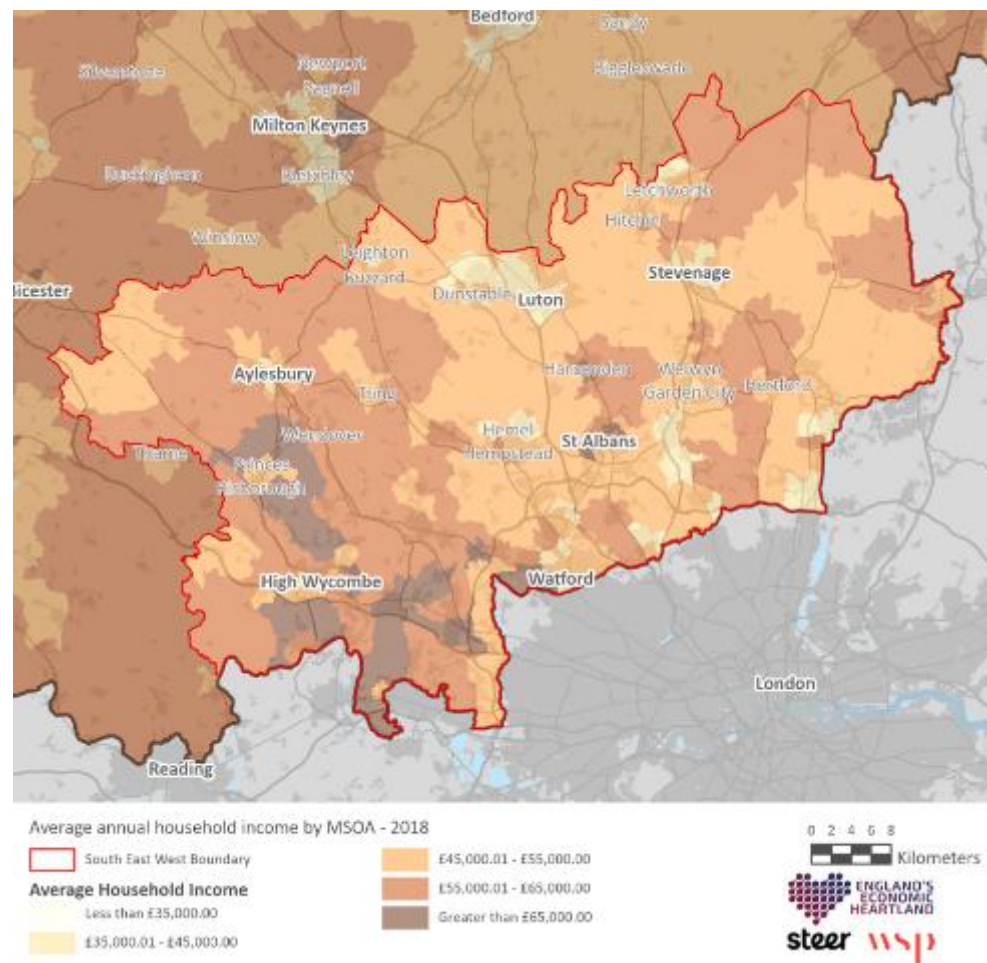 Bedford
Sandy
Biggleswade
Silverstone
Newport
Pagnell
Milton Keynes
Buckingham
Bletchley
Letchworth
Hitchin
Winslow
Leighton
Buzzard
Stevenage
Bicester
Dunstable
Luton
Aylesbury
Harpenden
Welwyn
Garden City
Hertford
Tring
Wendover
Hemel
Hempstead
St Albans
Thame
Princes
Risborough
High Wycombe
Watford
London
Reading
Average annual household income by MSOA - 2018
South East West Boundary
Average Household Income
Less than £35,000.00
£35,000.01 - £45,000.00
£45,000.01 - £55,000.00
£55,000.01 - £65,000.00
Greater than £65,000.00
0 2 4 6 8
Kilometers
ENGLAND'S
ECONOMIC
HEARTLAND
steer
wsp